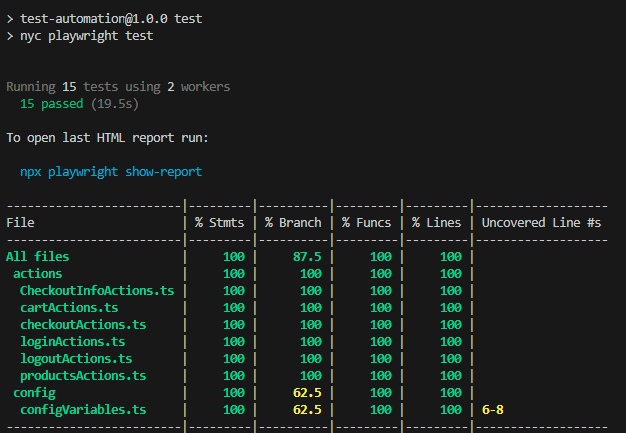 > test-automation@1.0.0 test
> nyc playwright test
Running 15 tests using 2 workers
15 passed (19.5s)
To open last HTML report run:
npx playwright show-report
-------------------------|---------|----------|---------|---------|-------------------
File                     | % Stmts | % Branch | % Funcs | % Lines | Uncovered Line #s
-------------------------|---------|----------|---------|---------|-------------------
All files                |     100 |     87.5 |     100 |     100 |
 actions                 |     100 |      100 |     100 |     100 |
  CheckoutInfoActions.ts |     100 |      100 |     100 |     100 |
  cartActions.ts         |     100 |      100 |     100 |     100 |
  checkoutActions.ts     |     100 |      100 |     100 |     100 |
  loginActions.ts        |     100 |      100 |     100 |     100 |
  logoutActions.ts       |     100 |      100 |     100 |     100 |
  productsActions.ts     |     100 |      100 |     100 |     100 |
 config                  |     100 |     62.5 |     100 |     100 |
  configVariables.ts     |     100 |     62.5 |     100 |     100 | 6-8
-------------------------|---------|----------|---------|---------|-------------------